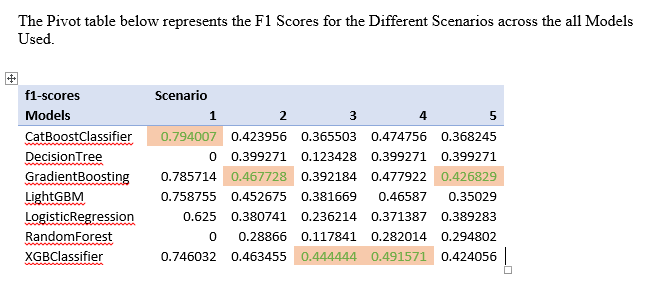 The Pivot table below represents the F1 Scores for the Different Scenarios across the all Models
Used.
f1-scores Scenario
Models 1 2 3 4 5
CatBoostClassifier 0.794007 0.423956 0.365503 0.474756 0.368245
DecisionTree 0 0.399271 0.123428 0.399271 0.399271
GradientBoosting 0.785714 0.467728 0.392184 0.477922 0.426829
LightGBM 0.758755 0.452675 0.381669 0.46587 0.35029
LogisticRegression 0.625 0.380741 0.236214 0.371387 0.389283
RandomForest 0 0.28866 0.117841 0.282014 0.294802
XGBClassifier 0.746032 0.463455 0.444444 0.491571 0.424056